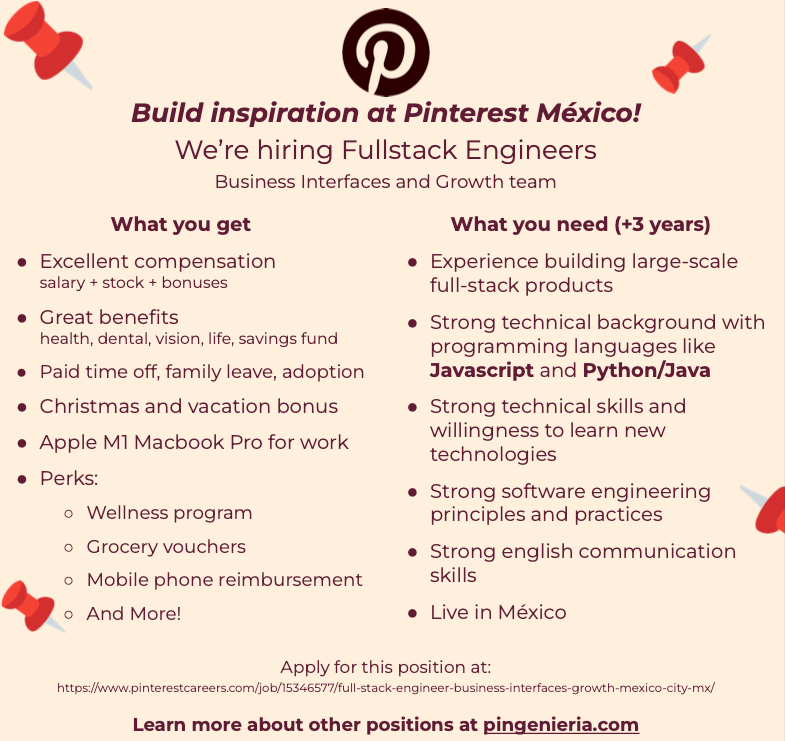 Build inspiration at Pinterest México!
We're hiring Fullstack Engineers
Business Interfaces and Growth team
What you get
● Excellent compensation
salary + stock + bonuses
● Great benefits
health, dental, vision, life, savings fund
● Paid time off, family leave, adoption
● Christmas and vacation bonus
● Apple M1 Macbook Pro for work
● Perks:
○ Wellness program
○ Grocery vouchers
○ Mobile phone reimbursement
○ And More!
What you need (+3 years)
● Experience building large-scale
full-stack products
● Strong technical background with
programming languages like
Javascript and Python/Java
● Strong technical skills and
willingness to learn new
technologies
● Strong software engineering
principles and practices
● Strong english communication
skills
● Live in México
Apply for this position at:
https://www.pinterestcareers.com/job/15346577/full-stack-engineer-business-interfaces-growth-mexico-city-mx/
Learn more about other positions at pingenieria.com